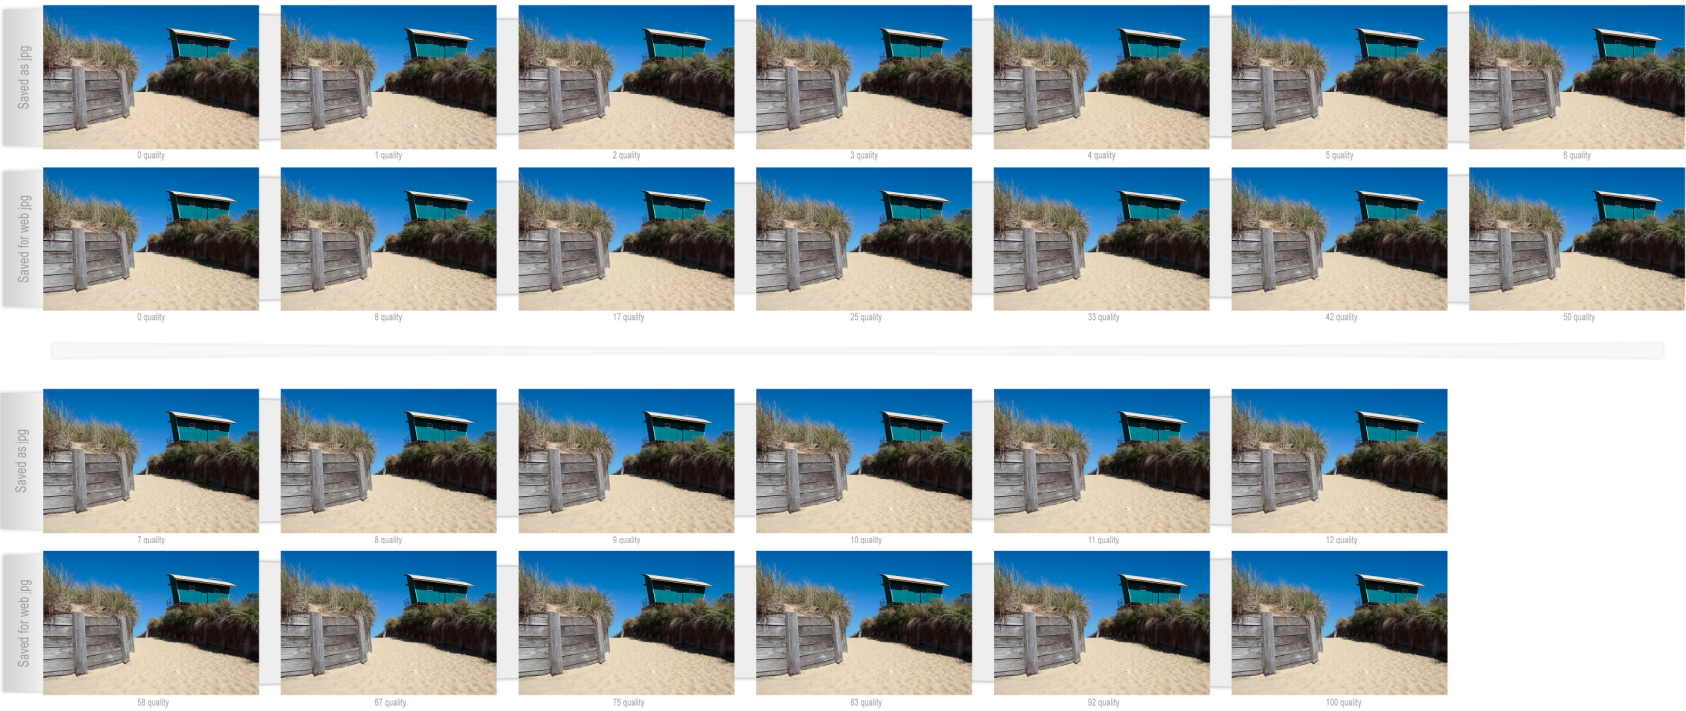 Saved as jpg
0 quality
1 quality
2 quality
3 quality
4 quality
5 quality
6 quality
Saved for web jpg
0 quality
8 quality
17 quality
25 quality
33 quality
42 quality
50 quality
Saved as jpg
7 quality
8 quality
9 quality
10 quality
11 quality
12 quality
Saved for web jpg
58 quality
67 quality
75 quality
83 quality
92 quality
100 quality